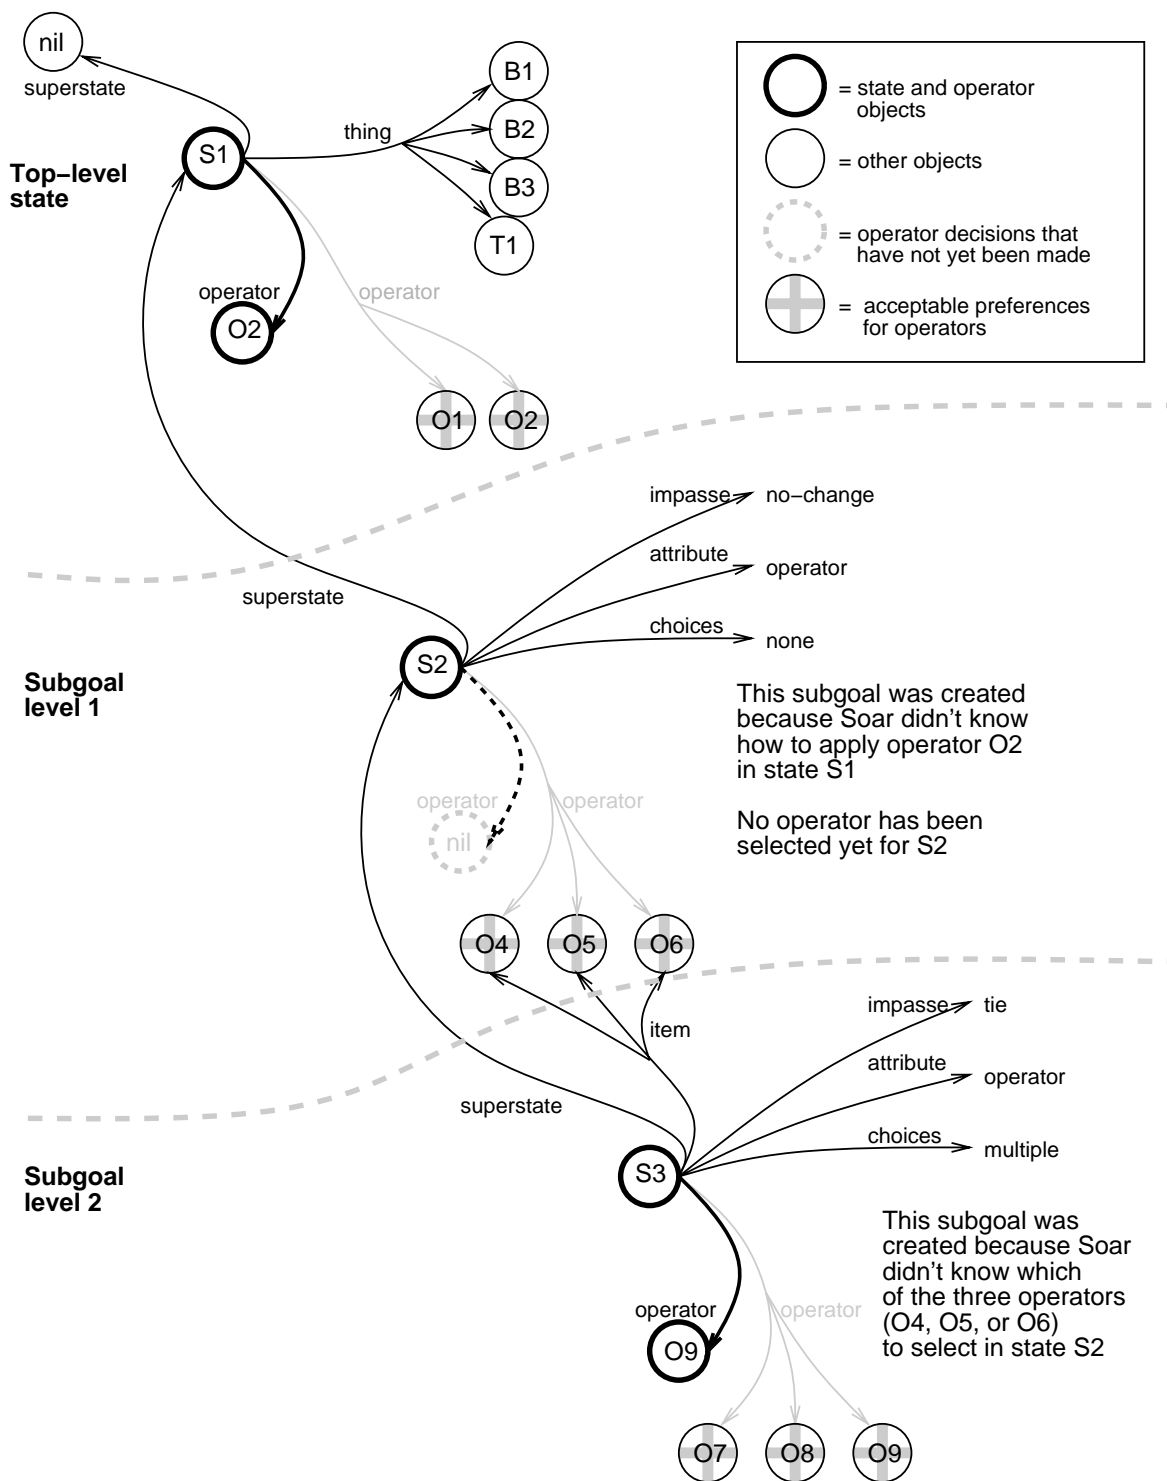 nil
superstate
B1
B2
B3
T1
thing
S1
Top–level
state
operator
O2
operator
O1
O2
= state and operator
objects
= other objects
= operator decisions that
have not yet been made
= acceptable preferences
for operators
impasse
no−change
attribute
operator
choices
none
superstate
S2
Subgoal
level 1
This subgoal was created
because Soar didn't know
how to apply operator O2
in state S1
No operator has been
selected yet for S2
operator
nil
operator
O4
O5
O6
item
impasse
tie
attribute
operator
choices
multiple
superstate
S3
Subgoal
level 2
This subgoal was
created because Soar
didn't know which
of the three operators
(O4, O5, or O6)
to select in state S2
operator
O9
operator
O7
O8
O9